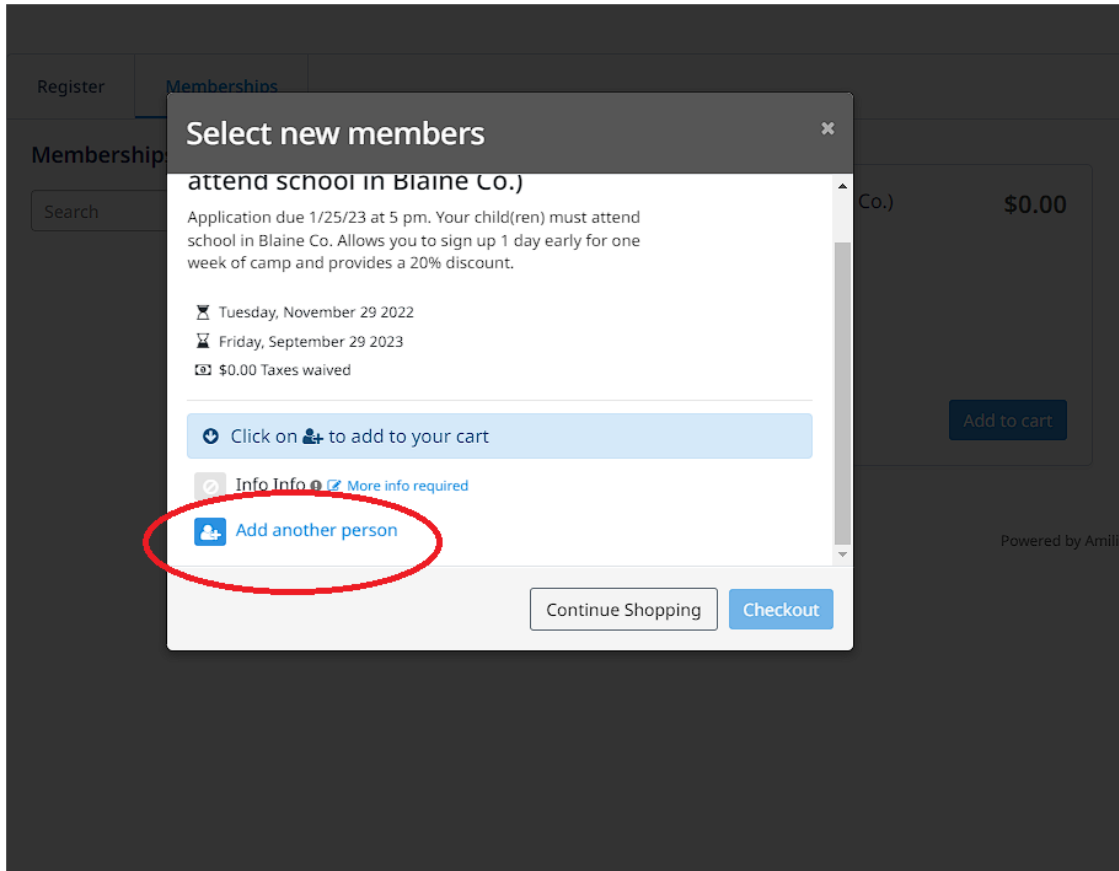 Register
Memberships
Memberships
Search
Co.)
$0.00
Add to cart
Powered by Amili
Select new members
×
attend school in Blaine Co.)
Application due 1/25/23 at 5 pm. Your child(ren) must attend
school in Blaine Co. Allows you to sign up 1 day early for one
week of camp and provides a 20% discount.
Tuesday, November 29 2022
Friday, September 29 2023
$0.00 Taxes waived
Click on to add to your cart
Info Info More info required
Add another person
Continue Shopping
Checkout